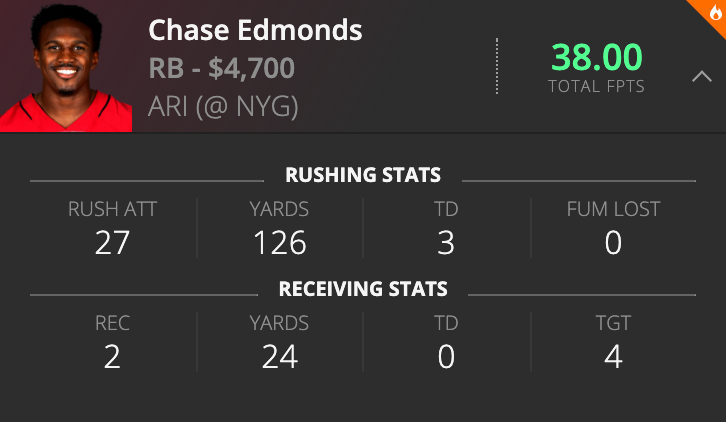 Chase Edmonds
RB - $4,700
ARI (@ NYG)
38.00
TOTAL FPTS
RUSHING STATS
RUSH ATT YARDS TD FUM LOST
27 126 3 0
RECEIVING STATS
REC YARDS TD TGT
2 24 0 4